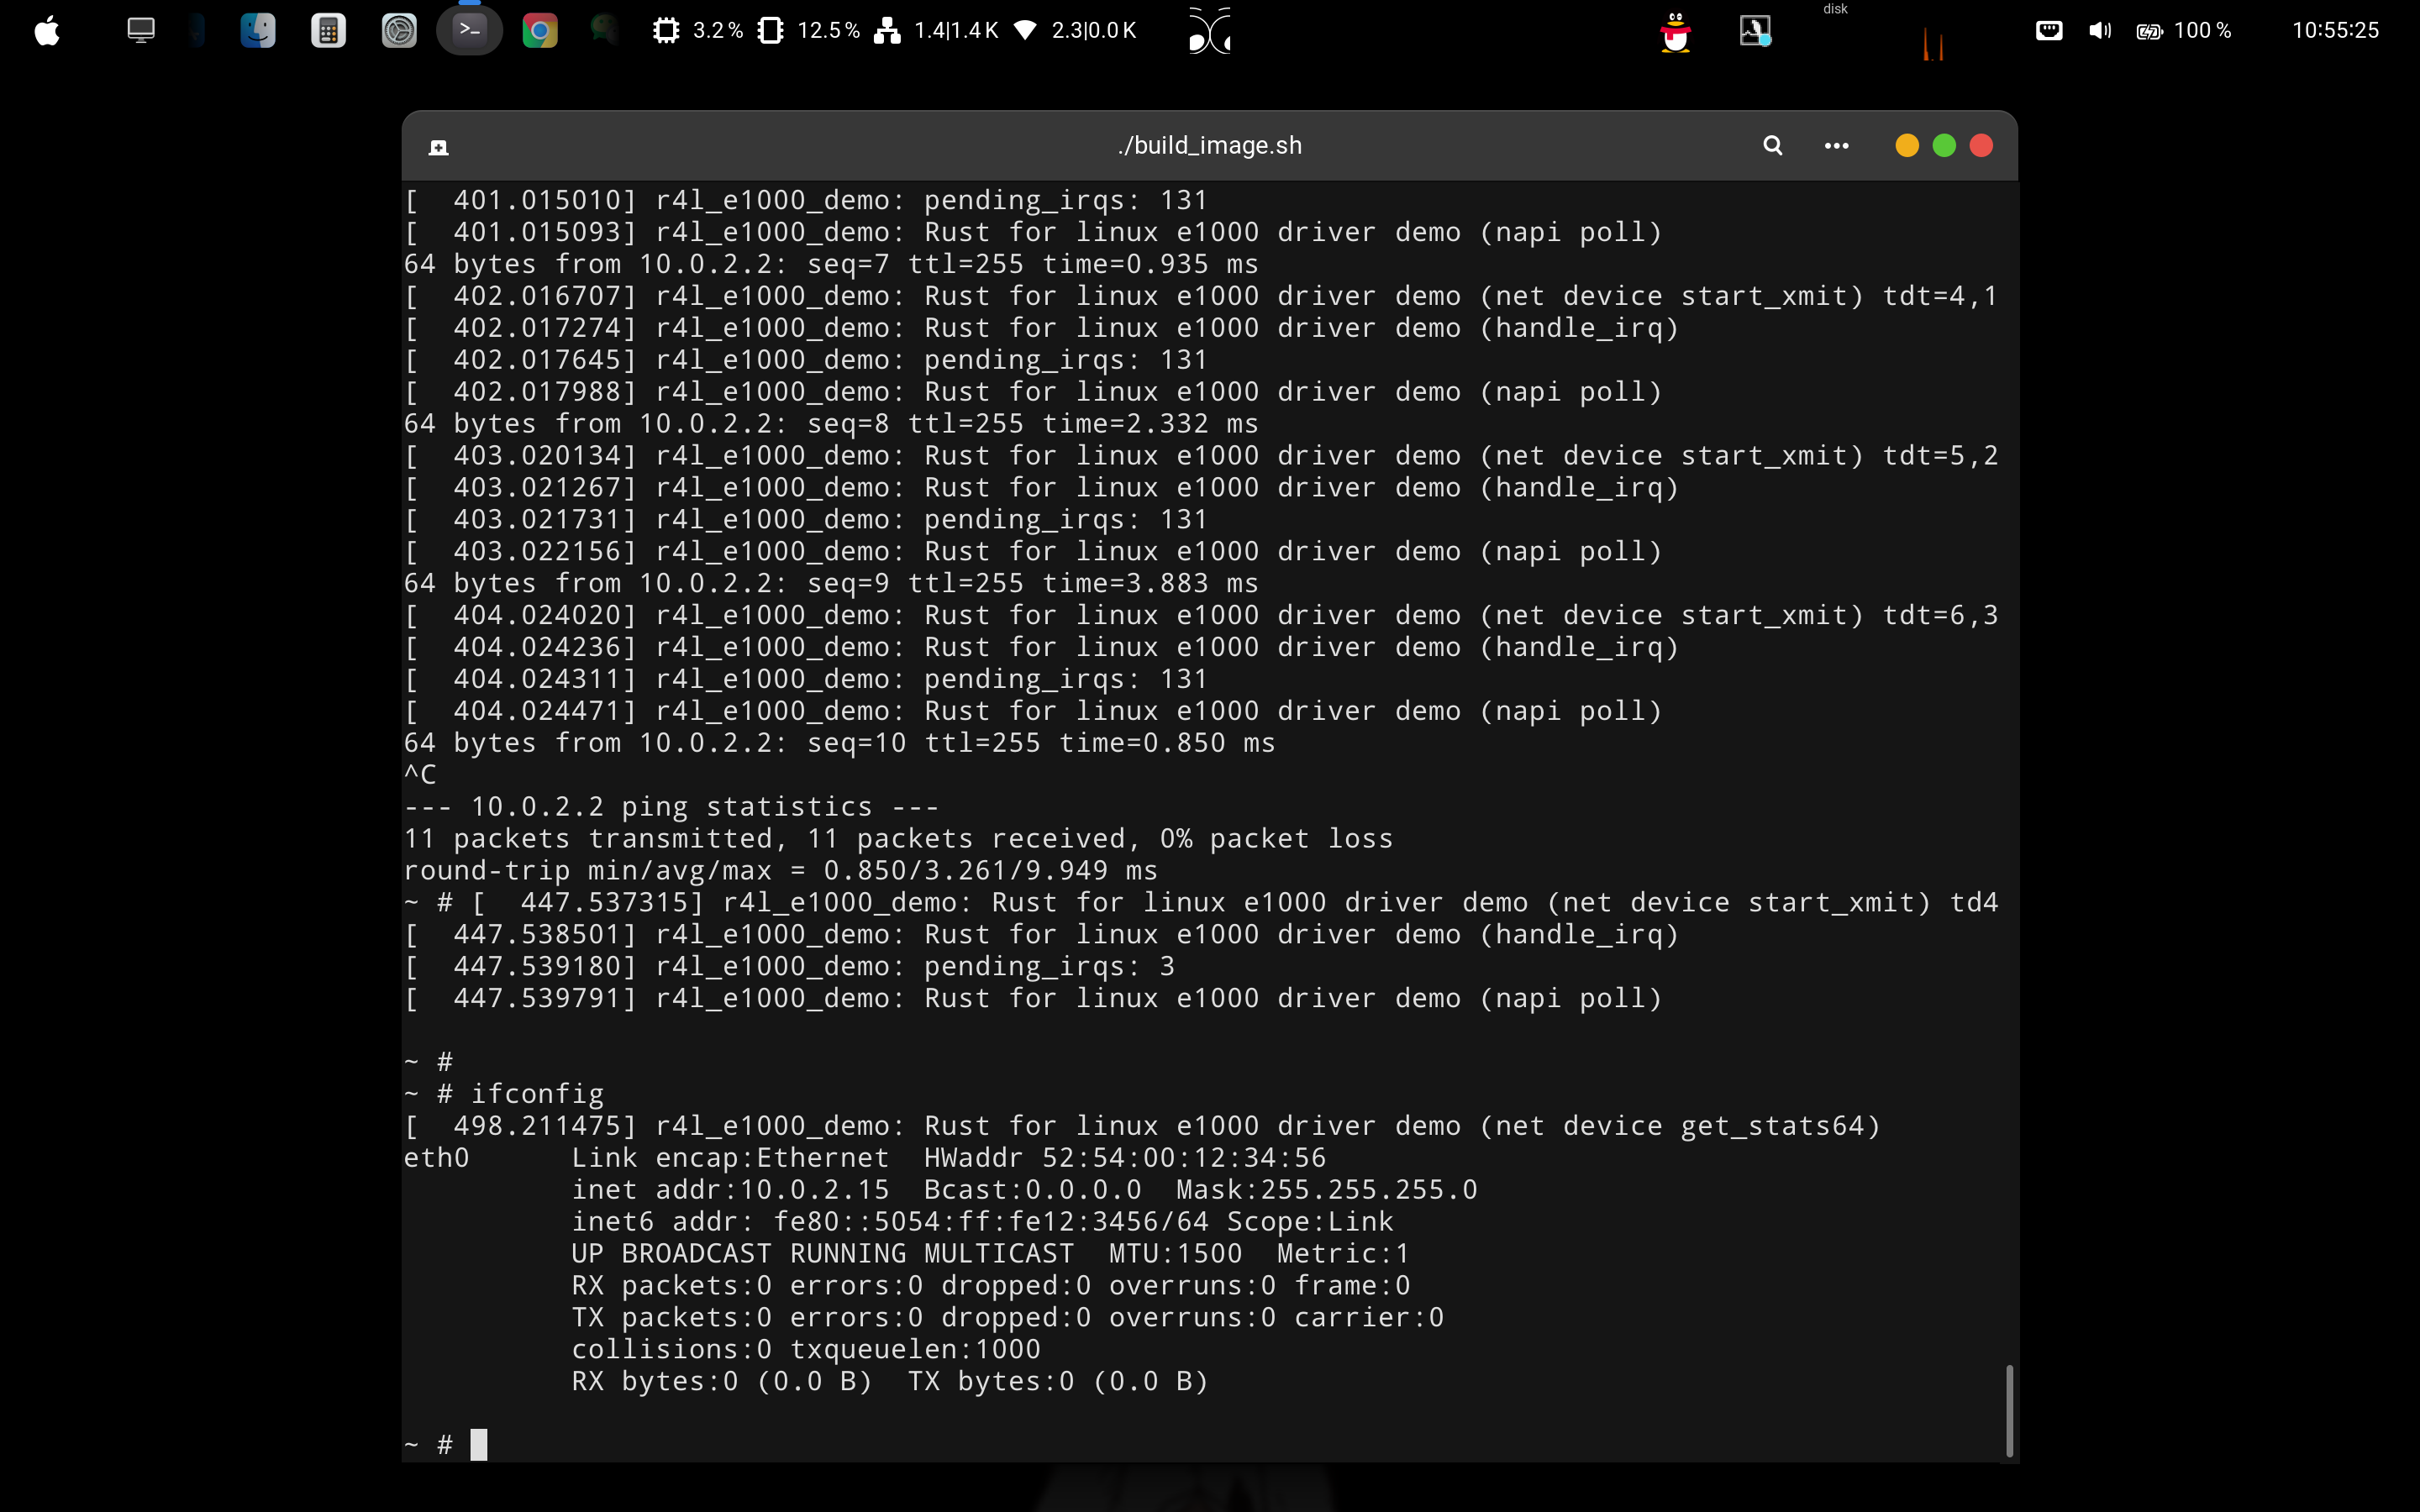 3.2 % 12.5 % 1.4|1.4 K 2.3|0.0 K disk 100 % 10:55:25
./build_image.sh
[  401.015010] r4l_e1000_demo: pending_irqs: 131
[  401.015093] r4l_e1000_demo: Rust for linux e1000 driver demo (napi poll)
64 bytes from 10.0.2.2: seq=7 ttl=255 time=0.935 ms
[  402.016707] r4l_e1000_demo: Rust for linux e1000 driver demo (net device start_xmit) tdt=4,1
[  402.017274] r4l_e1000_demo: Rust for linux e1000 driver demo (handle_irq)
[  402.017645] r4l_e1000_demo: pending_irqs: 131
[  402.017988] r4l_e1000_demo: Rust for linux e1000 driver demo (napi poll)
64 bytes from 10.0.2.2: seq=8 ttl=255 time=2.332 ms
[  403.020134] r4l_e1000_demo: Rust for linux e1000 driver demo (net device start_xmit) tdt=5,2
[  403.021267] r4l_e1000_demo: Rust for linux e1000 driver demo (handle_irq)
[  403.021731] r4l_e1000_demo: pending_irqs: 131
[  403.022156] r4l_e1000_demo: Rust for linux e1000 driver demo (napi poll)
64 bytes from 10.0.2.2: seq=9 ttl=255 time=3.883 ms
[  404.024020] r4l_e1000_demo: Rust for linux e1000 driver demo (net device start_xmit) tdt=6,3
[  404.024236] r4l_e1000_demo: Rust for linux e1000 driver demo (handle_irq)
[  404.024311] r4l_e1000_demo: pending_irqs: 131
[  404.024471] r4l_e1000_demo: Rust for linux e1000 driver demo (napi poll)
64 bytes from 10.0.2.2: seq=10 ttl=255 time=0.850 ms
^C
--- 10.0.2.2 ping statistics ---
11 packets transmitted, 11 packets received, 0% packet loss
round-trip min/avg/max = 0.850/3.261/9.949 ms
~ # [  447.537315] r4l_e1000_demo: Rust for linux e1000 driver demo (net device start_xmit) td4
[  447.538501] r4l_e1000_demo: Rust for linux e1000 driver demo (handle_irq)
[  447.539180] r4l_e1000_demo: pending_irqs: 3
[  447.539791] r4l_e1000_demo: Rust for linux e1000 driver demo (napi poll)
~ #
~ # ifconfig
[  498.211475] r4l_e1000_demo: Rust for linux e1000 driver demo (net device get_stats64)
eth0      Link encap:Ethernet  HWaddr 52:54:00:12:34:56
          inet addr:10.0.2.15  Bcast:0.0.0.0  Mask:255.255.255.0
          inet6 addr: fe80::5054:ff:fe12:3456/64 Scope:Link
          UP BROADCAST RUNNING MULTICAST  MTU:1500  Metric:1
          RX packets:0 errors:0 dropped:0 overruns:0 frame:0
          TX packets:0 errors:0 dropped:0 overruns:0 carrier:0
          collisions:0 txqueuelen:1000
          RX bytes:0 (0.0 B)  TX bytes:0 (0.0 B)
~ #